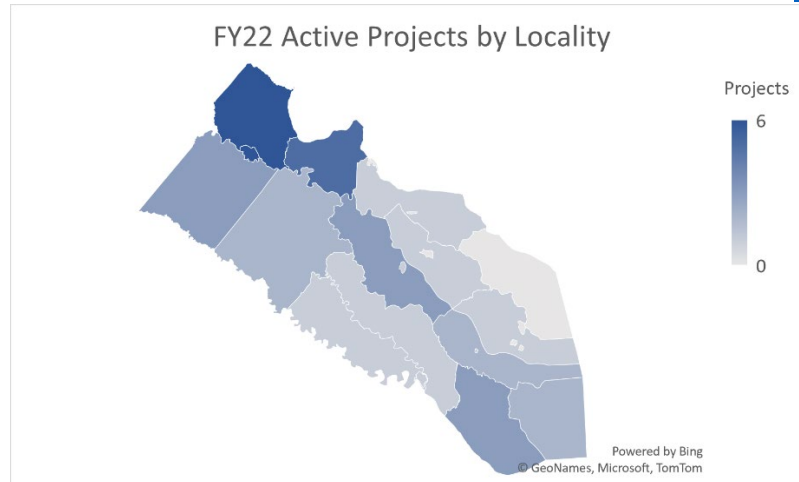 FY22 Active Projects by Locality
Projects
6
0
Powered by Bing
© GeoNames, Microsoft, TomTom